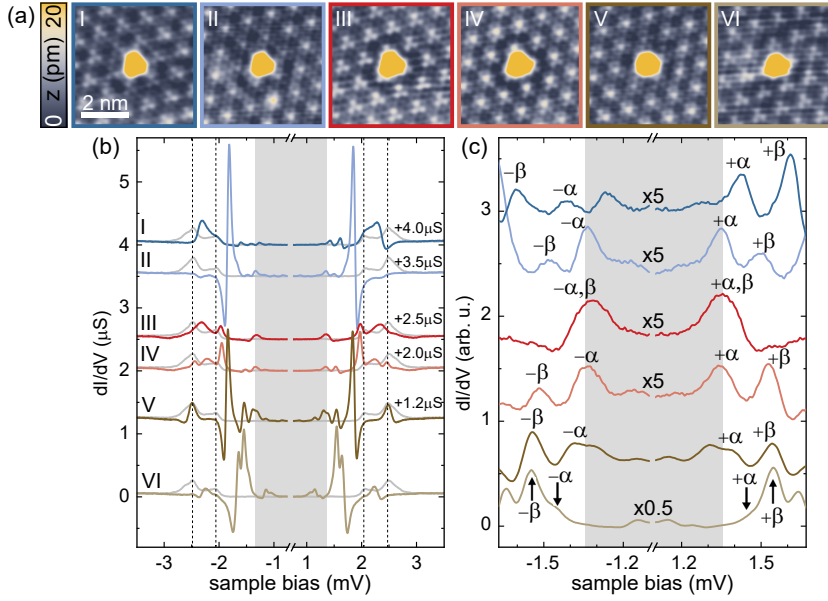 (a)
z (pm)
0
20
I
II
III
IV
V
VI
2 nm
(b)
dI/dV (µS)
5
4
3
2
1
0
I
II
III
IV
V
VI
+4.0µS
+3.5µS
+2.5µS
+2.0µS
+1.2µS
-3
-2
-1
1
2
3
sample bias (mV)
(c)
dI/dV (arb. u.)
3
2
1
0
-β
-α
x5
+α
+β
-β
-α
x5
+α
+β
-α,β
x5
+α,β
-β
-α
x5
+α
+β
-β
-α
+α
+β
-β
-α
x0.5
+α
+β
-1.5
-1.2
1.2
1.5
sample bias (mV)